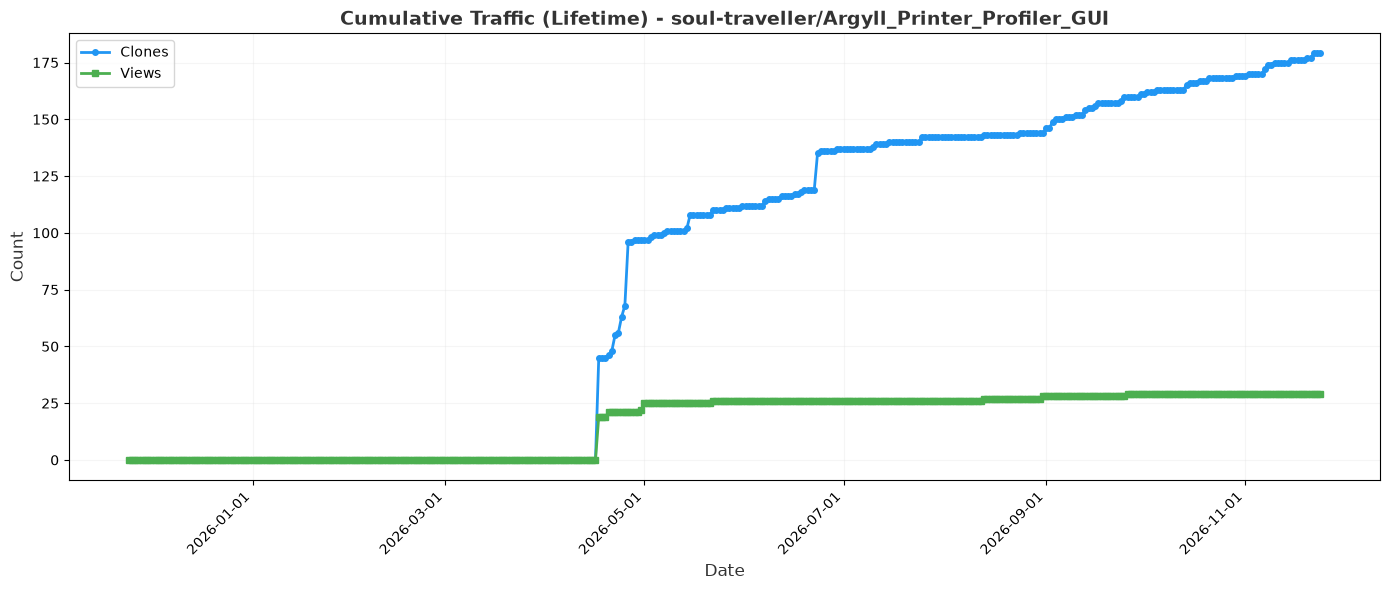 Cumulative Traffic (Lifetime) - soul-traveller/Argyll_Printer_Profiler_GUI
Clones
Views
175
150
125
100
75
50
25
0
Count
2026-01-01
2026-03-01
2026-05-01
2026-07-01
2026-09-01
2026-11-01
Date